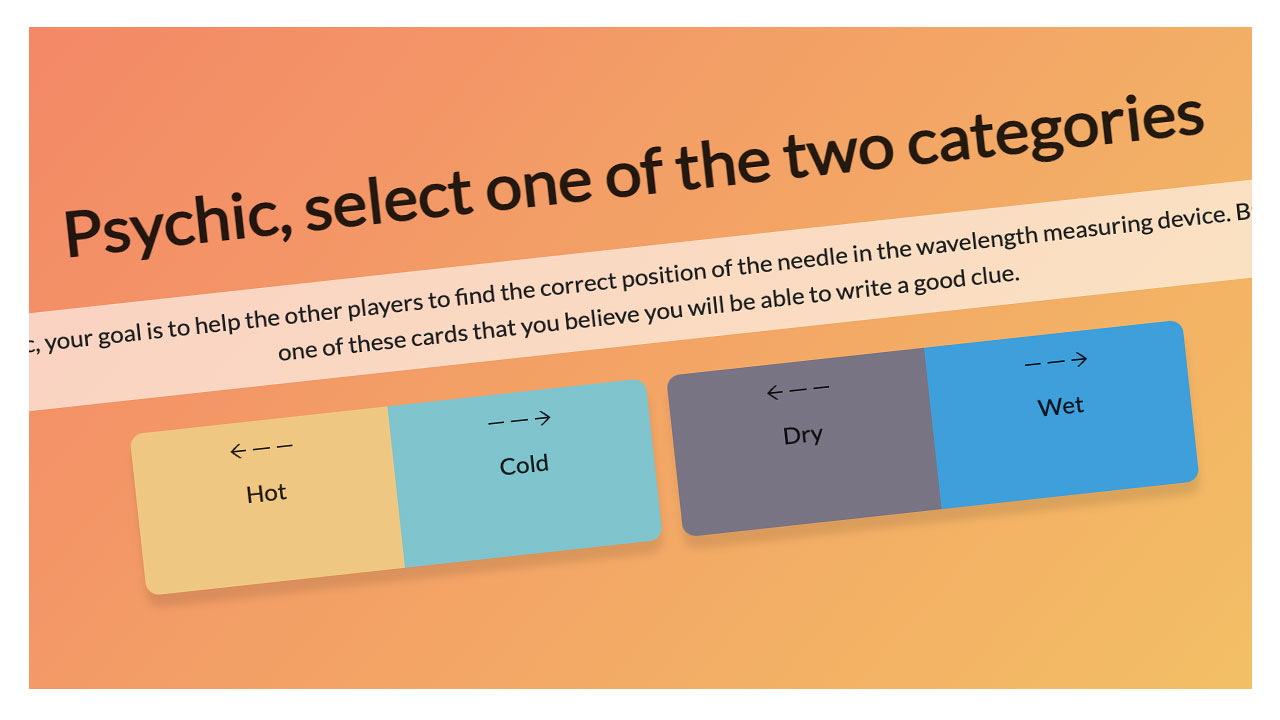 Psychic, select one of the two categories
your goal is to help the other players to find the correct position of the needle in the wavelength measuring device.
one of these cards that you believe you will be able to write a good clue.
← – –
Hot
– – →
Cold
← – –
Dry
– – →
Wet